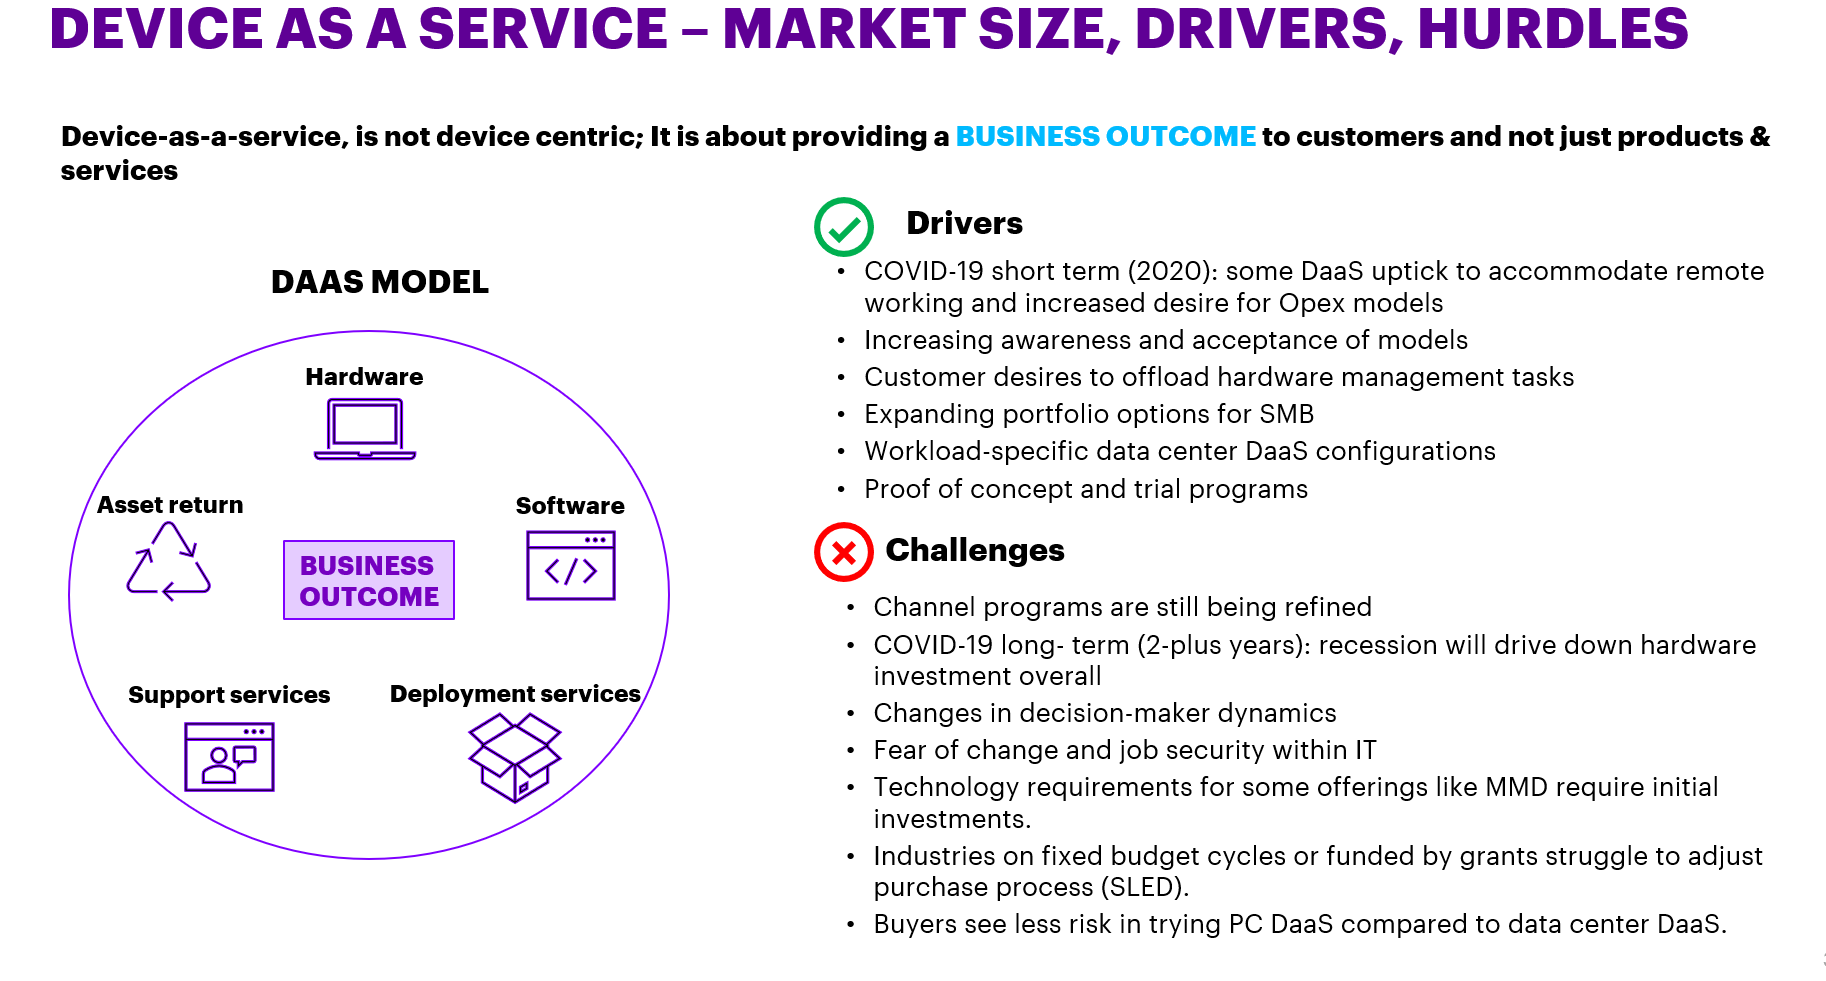 DEVICE AS A SERVICE – MARKET SIZE, DRIVERS, HURDLES
Device-as-a-service, is not device centric; It is about providing a BUSINESS OUTCOME to customers and not just products &
services
DAAS MODEL
Hardware
Asset return
Software
BUSINESS
OUTCOME
Support services
Deployment services
Drivers
• COVID-19 short term (2020): some DaaS uptick to accommodate remote
working and increased desire for Opex models
• Increasing awareness and acceptance of models
• Customer desires to offload hardware management tasks
• Expanding portfolio options for SMB
• Workload-specific data center DaaS configurations
• Proof of concept and trial programs
Challenges
• Channel programs are still being refined
• COVID-19 long- term (2-plus years): recession will drive down hardware
investment overall
• Changes in decision-maker dynamics
• Fear of change and job security within IT
• Technology requirements for some offerings like MMD require initial
investments.
• Industries on fixed budget cycles or funded by grants struggle to adjust
purchase process (SLED).
• Buyers see less risk in trying PC DaaS compared to data center DaaS.